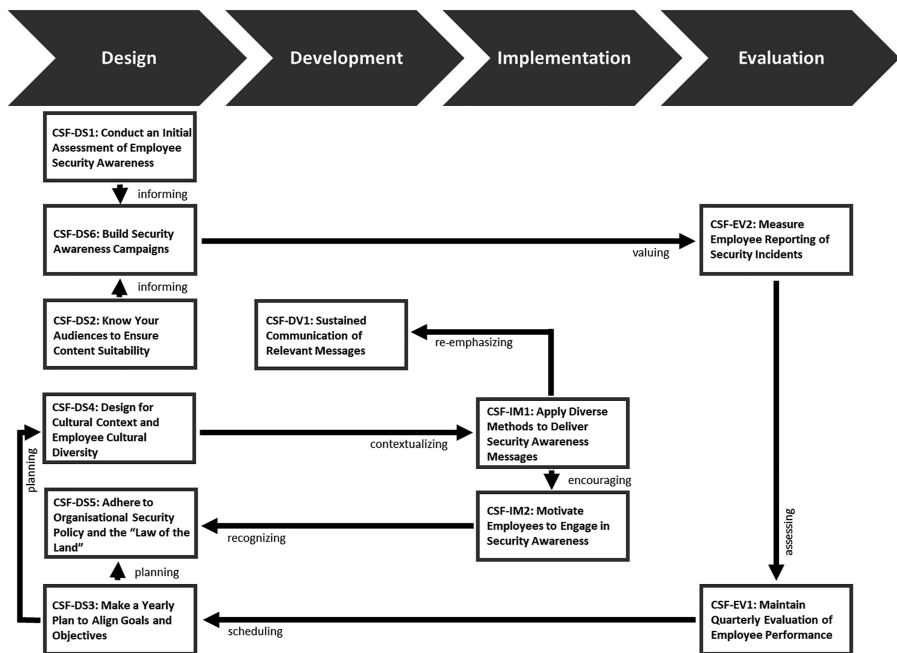 Design
Development
Implementation
Evaluation
CSF-DS1: Conduct an Initial
Assessment of Employee
Security Awareness
informing
CSF-DS6: Build Security
Awareness Campaigns
valuing
CSF-EV2: Measure
Employee Reporting of
Security Incidents
informing
CSF-DS2: Know Your
Audiences to Ensure
Content Suitability
CSF-DV1: Sustained
Communication of
Relevant Messages
re-emphasizing
CSF-DS4: Design for
Cultural Context and
Employee Cultural
Diversity
contextualizing
CSF-IM1: Apply Diverse
Methods to Deliver
Security Awareness
Messages
planning
encouraging
CSF-DS5: Adhere to
Organisational Security
Policy and the “Law of the
Land”
recognizing
CSF-IM2: Motivate
Employees to Engage in
Security Awareness
assessing
planning
CSF-DS3: Make a Yearly
Plan to Align Goals and
Objectives
scheduling
CSF-EV1: Maintain
Quarterly Evaluation of
Employee Performance